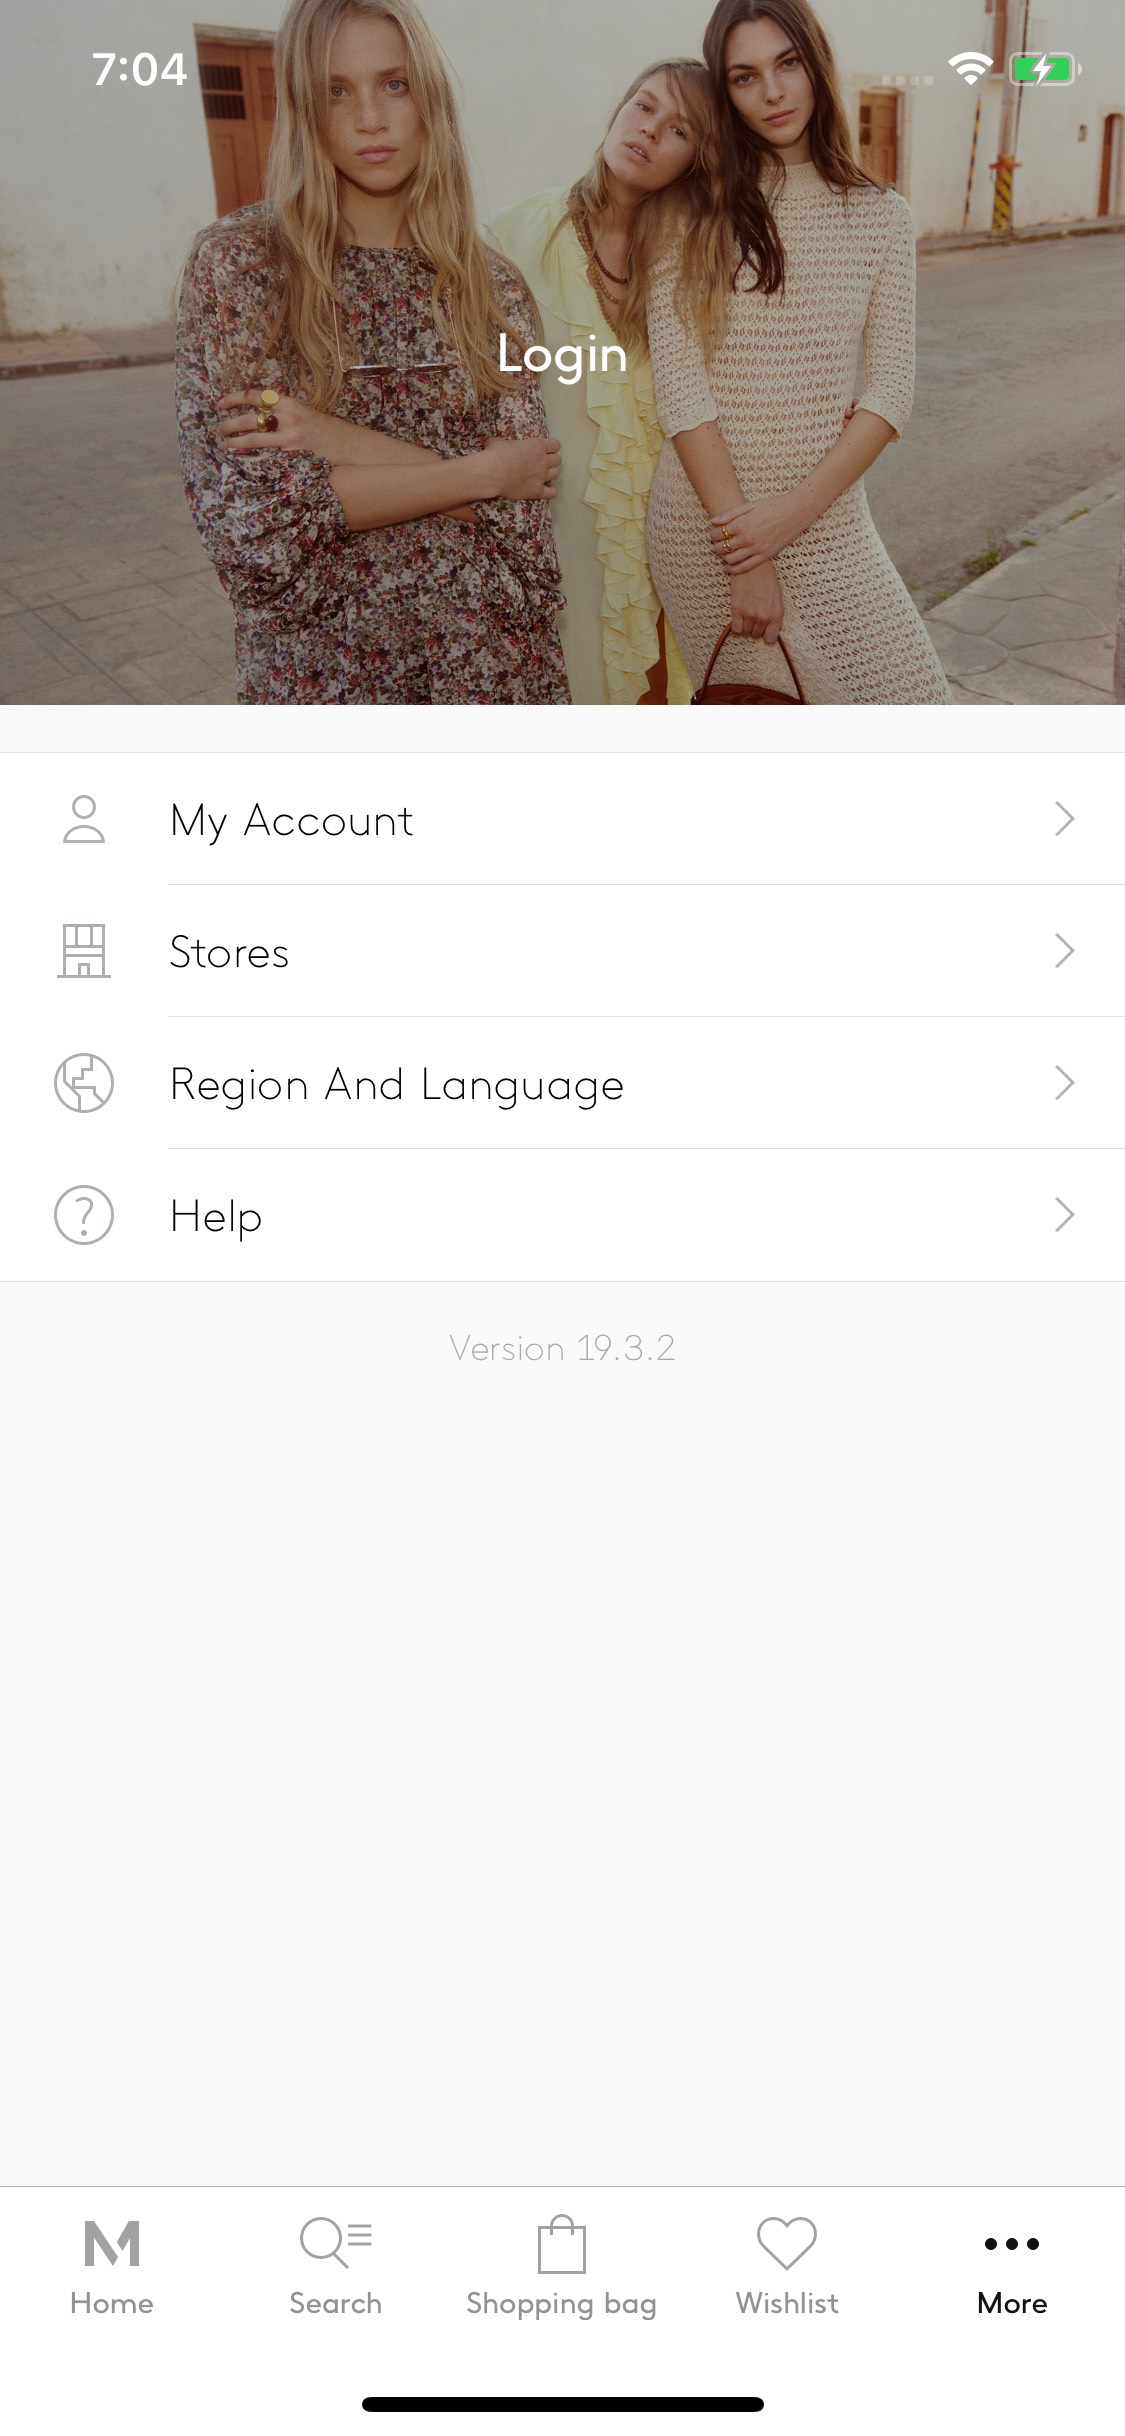 7:04
Login
My Account
Stores
Region And Language
Help
Version 19.3.2
Home
Search
Shopping bag
Wishlist
More